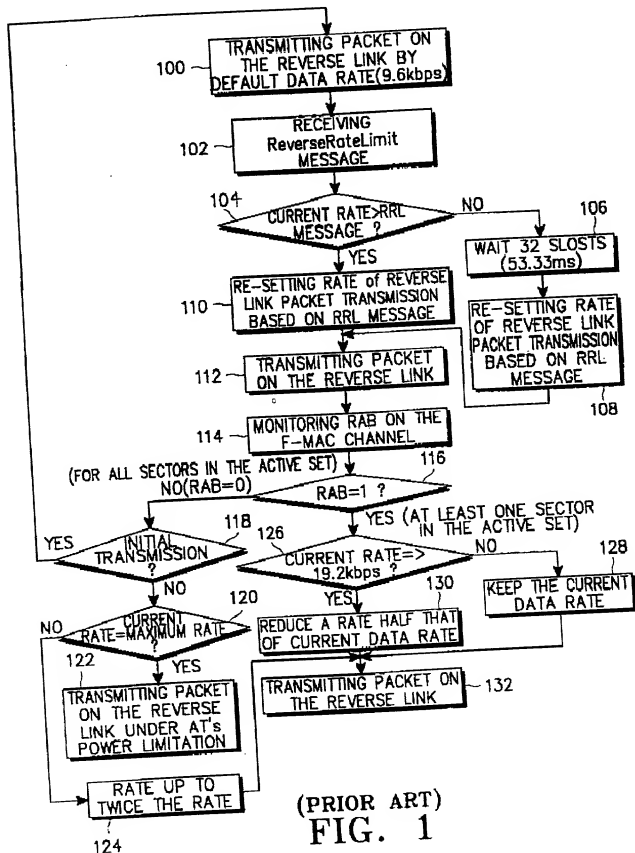 100
TRANSMITTING PACKET ON
THE REVERSE LINK BY
DEFAULT DATA RATE(9.6kbps)
102
RECEIVING
ReverseRateLimit
MESSAGE
104
CURRENT RATE>RRL
MESSAGE ?
NO
YES
106
WAIT 32 SLOSTS
(53.33ms)
110
RE-SETTING RATE of REVERSE
LINK PACKET TRANSMISSION
BASED ON RRL MESSAGE
RE-SETTING RATE
OF REVERSE LINK
PACKET TRANSMISSION
BASED ON RRL
MESSAGE
108
112
TRANSMITTING PACKET
ON THE REVERSE LINK
114
MONITORING RAB ON THE
F-MAC CHANNEL
(FOR ALL SECTORS IN THE ACTIVE SET)
NO(RAB=0)
116
RAB=1 ?
YES (AT LEAST ONE SECTOR
IN THE ACTIVE SET)
YES
INITIAL
TRANSMISSION
?
118
NO
126
CURRENT RATE=>
19.2kbps ?
NO
YES
128
KEEP THE CURRENT
DATA RATE
NO
CURRENT
RATE=MAXIMUM RATE
?
120
YES
130
REDUCE A RATE HALF THAT
OF CURRENT DATA RATE
122
TRANSMITTING PACKET
ON THE REVERSE
LINK UNDER AT's
POWER LIMITATION
TRANSMITTING PACKET ON
THE REVERSE LINK
132
RATE UP TO
TWICE THE RATE
124
(PRIOR ART)
FIG. 1